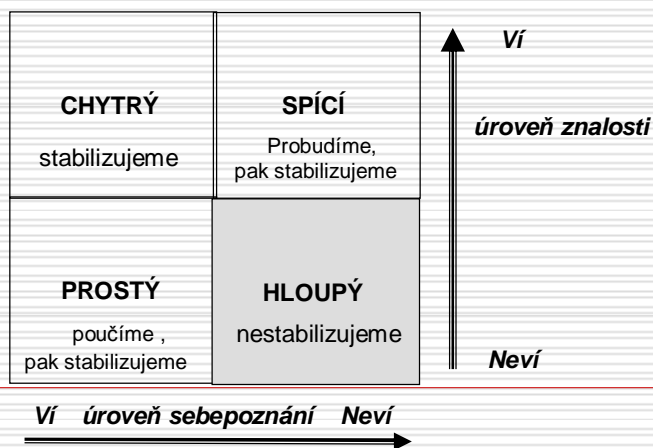 CHYTRÝ
stabilizujeme
SPÍCÍ
Probudíme,
pak stabilizujeme
PROSTÝ
poučíme ,
pak stabilizujeme
HLOUPÝ
nestabilizujeme
Ví
úroveň znalosti
Neví
Ví úroveň sebepoznání Neví